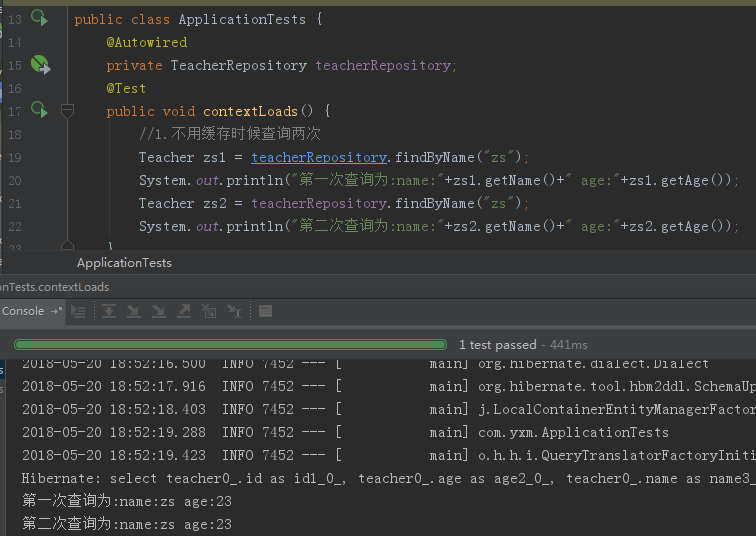 13 public class ApplicationTests {
14 @Autowired
15 private TeacherRepository teacherRepository;
16 @Test
17 public void contextLoads() {
18 //1.不用缓存时候查询两次
19 Teacher zs1 = teacherRepository.findByName("zs");
20 System.out.println("第一次查询为:name:"+zs1.getName()+" age:"+zs1.getAge());
21 Teacher zs2 = teacherRepository.findByName("zs");
22 System.out.println("第二次查询为:name:"+zs2.getName()+" age:"+zs2.getAge());
23 }
ApplicationTests
onTests.contextLoads
Console
1 test passed - 441ms
2018-05-20 18:52:16.500 INFO 7452 --- [ main] org.hibernate.dialect.Dialect
2018-05-20 18:52:17.916 INFO 7452 --- [ main] org.hibernate.tool.hbm2ddl.SchemaUp
2018-05-20 18:52:18.403 INFO 7452 --- [ main] j.LocalContainerEntityManagerFactor
2018-05-20 18:52:19.288 INFO 7452 --- [ main] com.yxm.ApplicationTests
2018-05-20 18:52:19.423 INFO 7452 --- [ main] o.h.h.i.QueryTranslatorFactoryIniti
Hibernate: select teacher0_.id as id1_0_, teacher0_.age as age2_0_, teacher0_.name as name3_
第一次查询为:name:zs age:23
第二次查询为:name:zs age:23